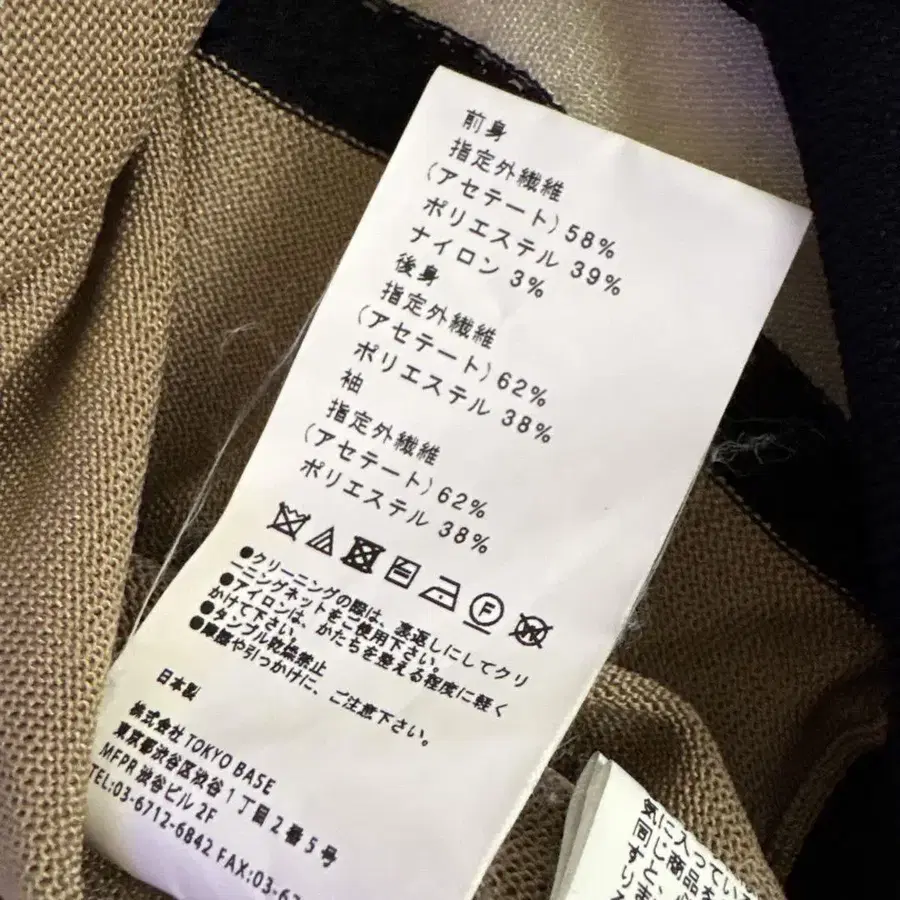 前身
指定外繊維
(アセテート) 58%
ポリエステル 39%
ナイロン 3%
後身
指定外繊維
(アセテート) 62%
ポリエステル 38%
袖
指定外繊維
(アセテート) 62%
ポリエステル 38%
F
W
●クリーニングの際は、裏返しにしてクリ
ーニングネットをご使用下さい。
●アイロンは、かたちを整える程度に軽く
かけて下さい。
●タンブル乾燥禁止
●摩擦や引っかけに、ご注意下さい。
日本製
株式会社 TOKYO BASE
東京都渋谷区渋谷1丁目2番5号
MFPR 渋谷ビル 2F
TEL:03-6712-6842 FAX:03-67